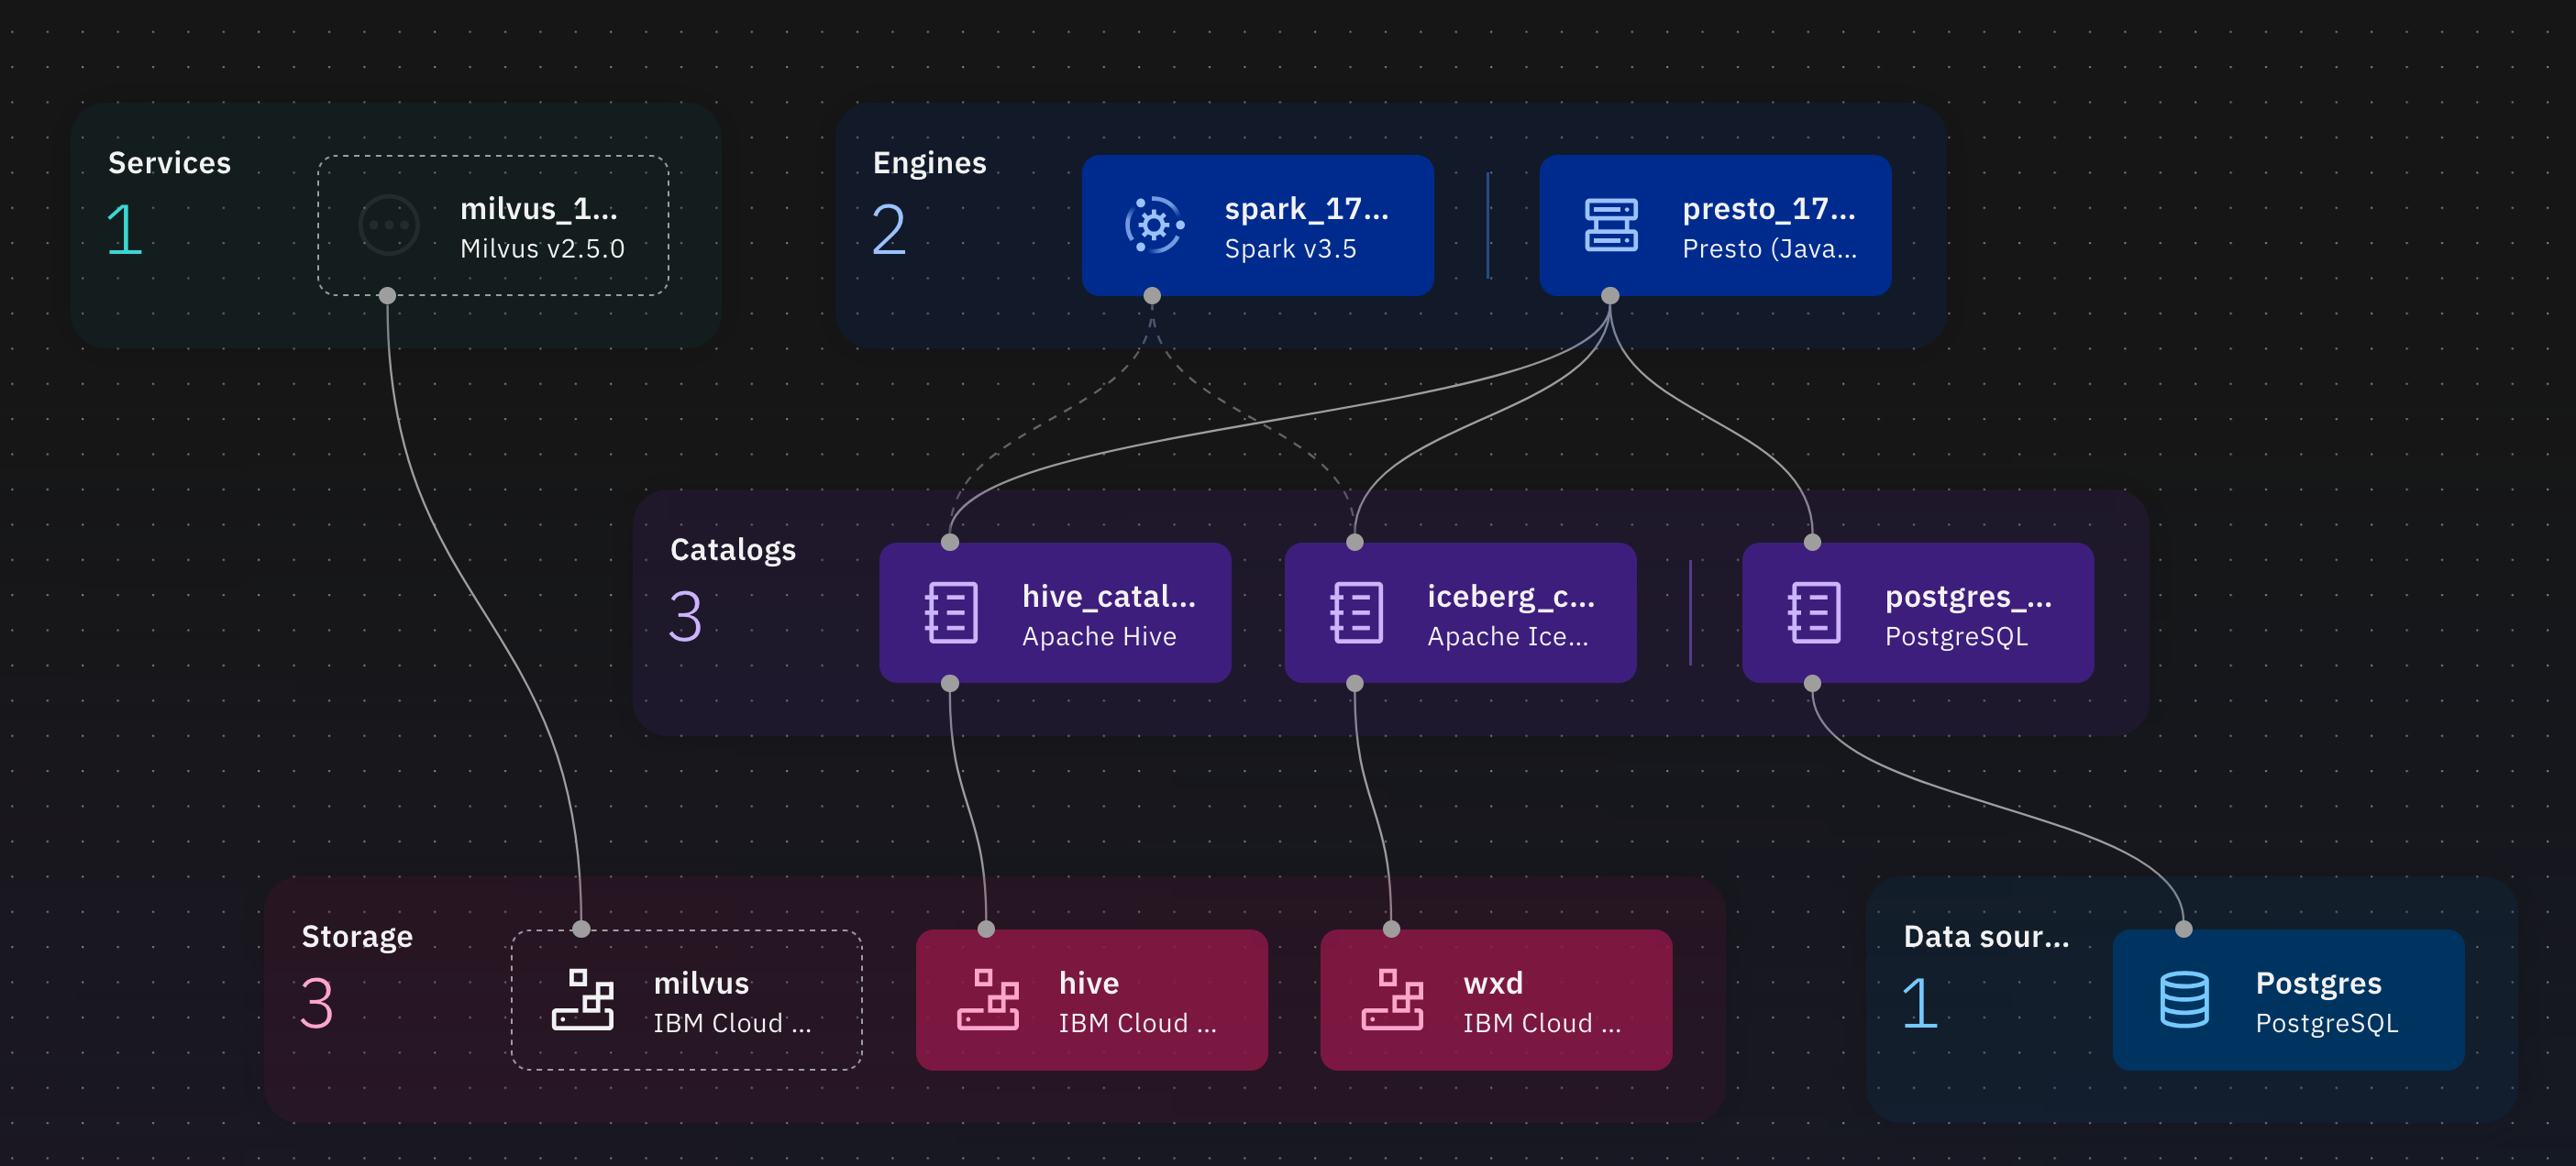 Services
1
milvus_1...
Milvus v2.5.0
Engines
2
spark_17...
Spark v3.5
presto_17...
Presto (Java...
Catalogs
3
hive_catal...
Apache Hive
iceberg_c...
Apache Ice...
postgres_...
PostgreSQL
Storage
3
milvus
IBM Cloud ...
hive
IBM Cloud ...
wxd
IBM Cloud ...
Data sour...
1
Postgres
PostgreSQL